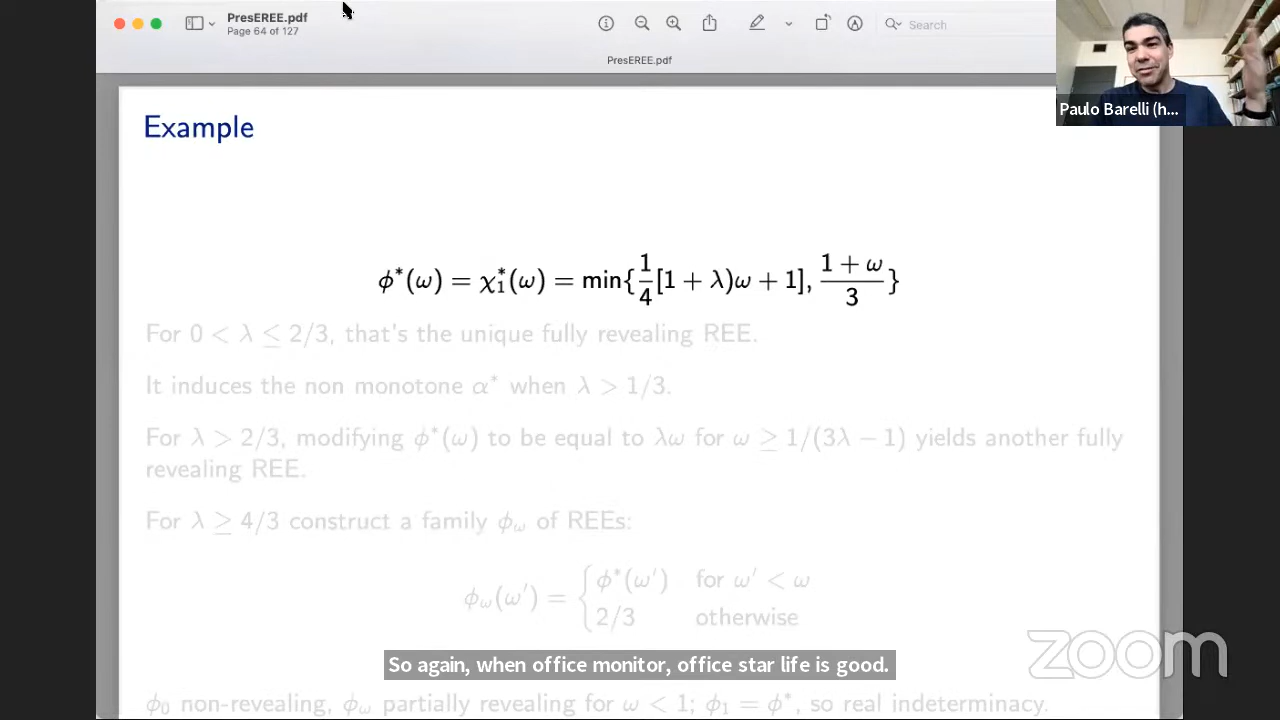 PresEREE.pdf
Page 64 of 127
Search
PresEREE.pdf
Paulo Barelli (h...
Example
ϕ*(ω) = χ₁*(ω) = min{1/4[1 + λ)ω + 1], (1 + ω)/3}
For 0 < λ ≤ 2/3, that's the unique fully revealing REE.
It induces the non monotone α* when λ > 1/3.
For λ > 2/3, modifying ϕ*(ω) to be equal to λω for ω ≥ 1/(3λ − 1) yields another fully
revealing REE.
For λ ≥ 4/3 construct a family ϕ_ω of REEs:
ϕ_ω(ω′) = { ϕ*(ω′) for ω′ < ω
2/3 otherwise
So again, when office monitor, office star life is good.
zoom
ϕ₀ non-revealing, ϕ_ω partially revealing for ω < 1; ϕ₁ = ϕ*, so real indeterminacy.